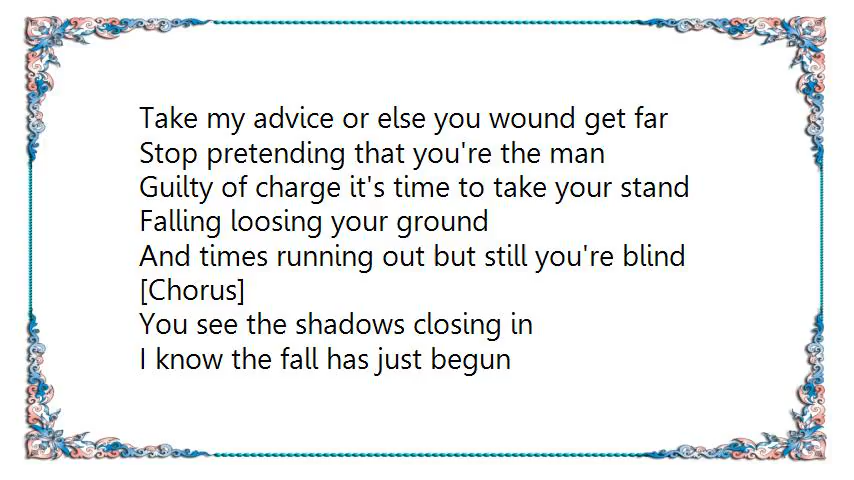 Take my advice or else you wound get far
Stop pretending that you're the man
Guilty of charge it's time to take your stand
Falling loosing your ground
And times running out but still you're blind
[Chorus]
You see the shadows closing in
I know the fall has just begun